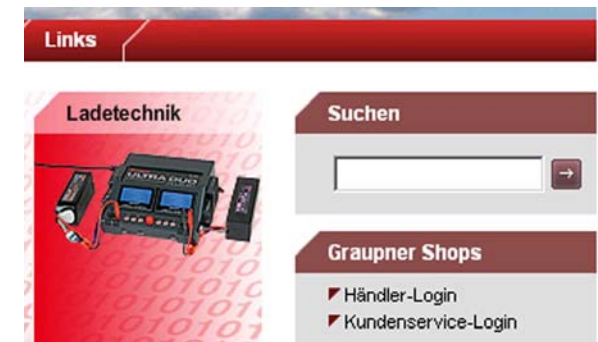 Links
Ladetechnik
ULTRA DUO
Suchen
Graupner Shops
Händler-Login
Kundenservice-Login